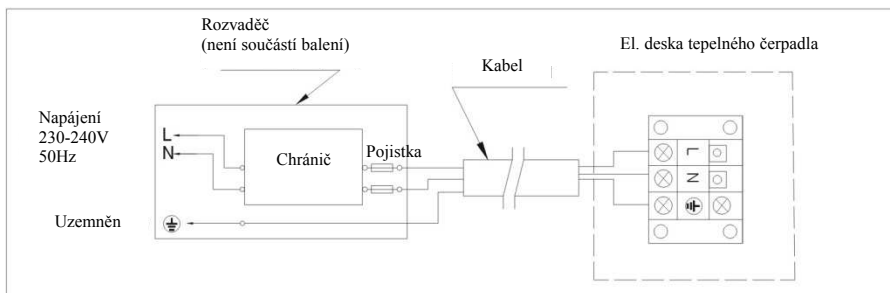 Rozvaděč
(není součástí balení)
El. deska tepelného čerpadla
Kabel
Napájení
230-240V
50Hz
L
N
Chránič
Pojistka
L
N
Uzemněn